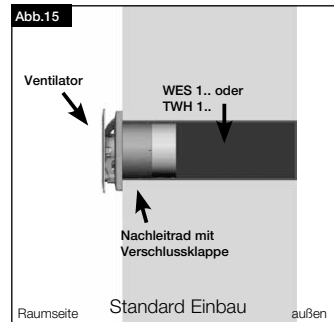 Abb.15
Ventilator
WES 1.. oder
TWH 1..
Nachleitrad mit
Verschlussklappe
Raumseite
Standard Einbau
außen